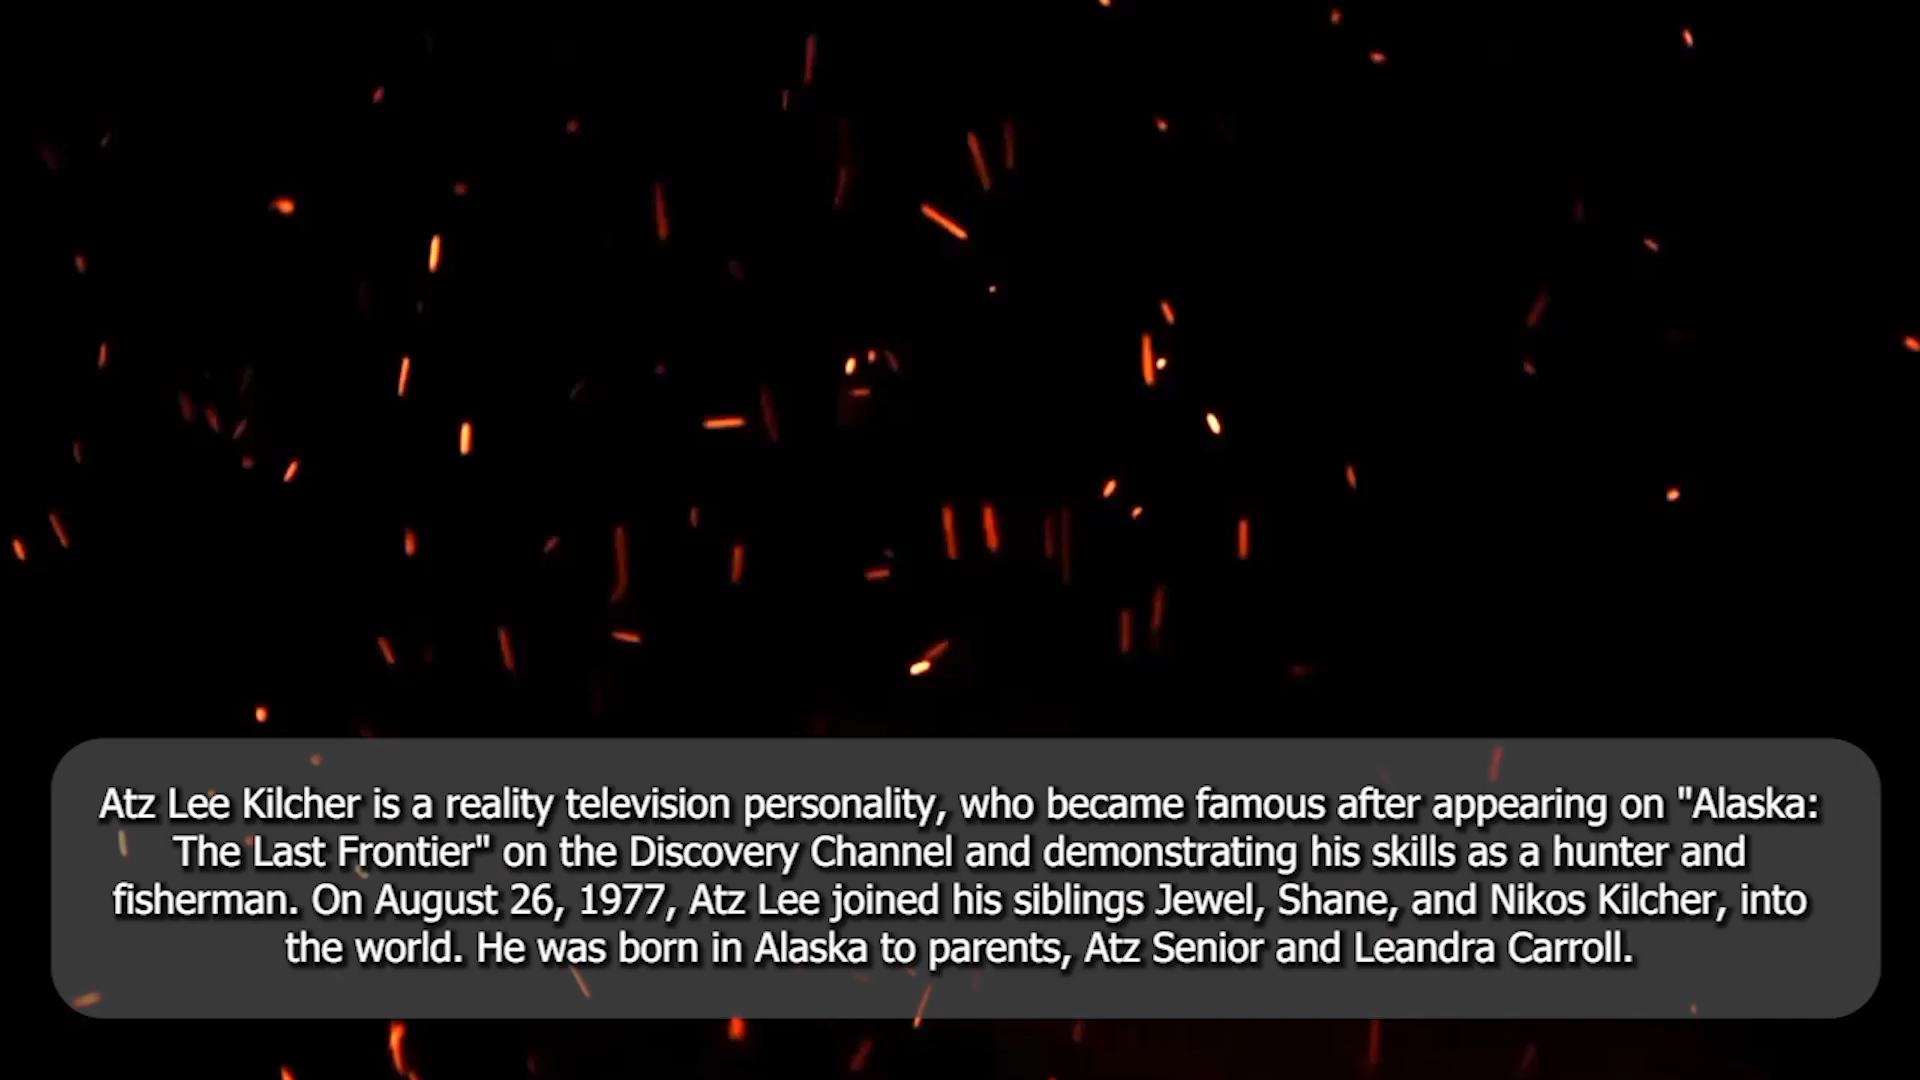 Atz Lee Kilcher is a reality television personality, who became famous after appearing on "Alaska:
The Last Frontier" on the Discovery Channel and demonstrating his skills as a hunter and
fisherman. On August 26, 1977, Atz Lee joined his siblings Jewel, Shane, and Nikos Kilcher, into
the world. He was born in Alaska to parents, Atz Senior and Leandra Carroll.